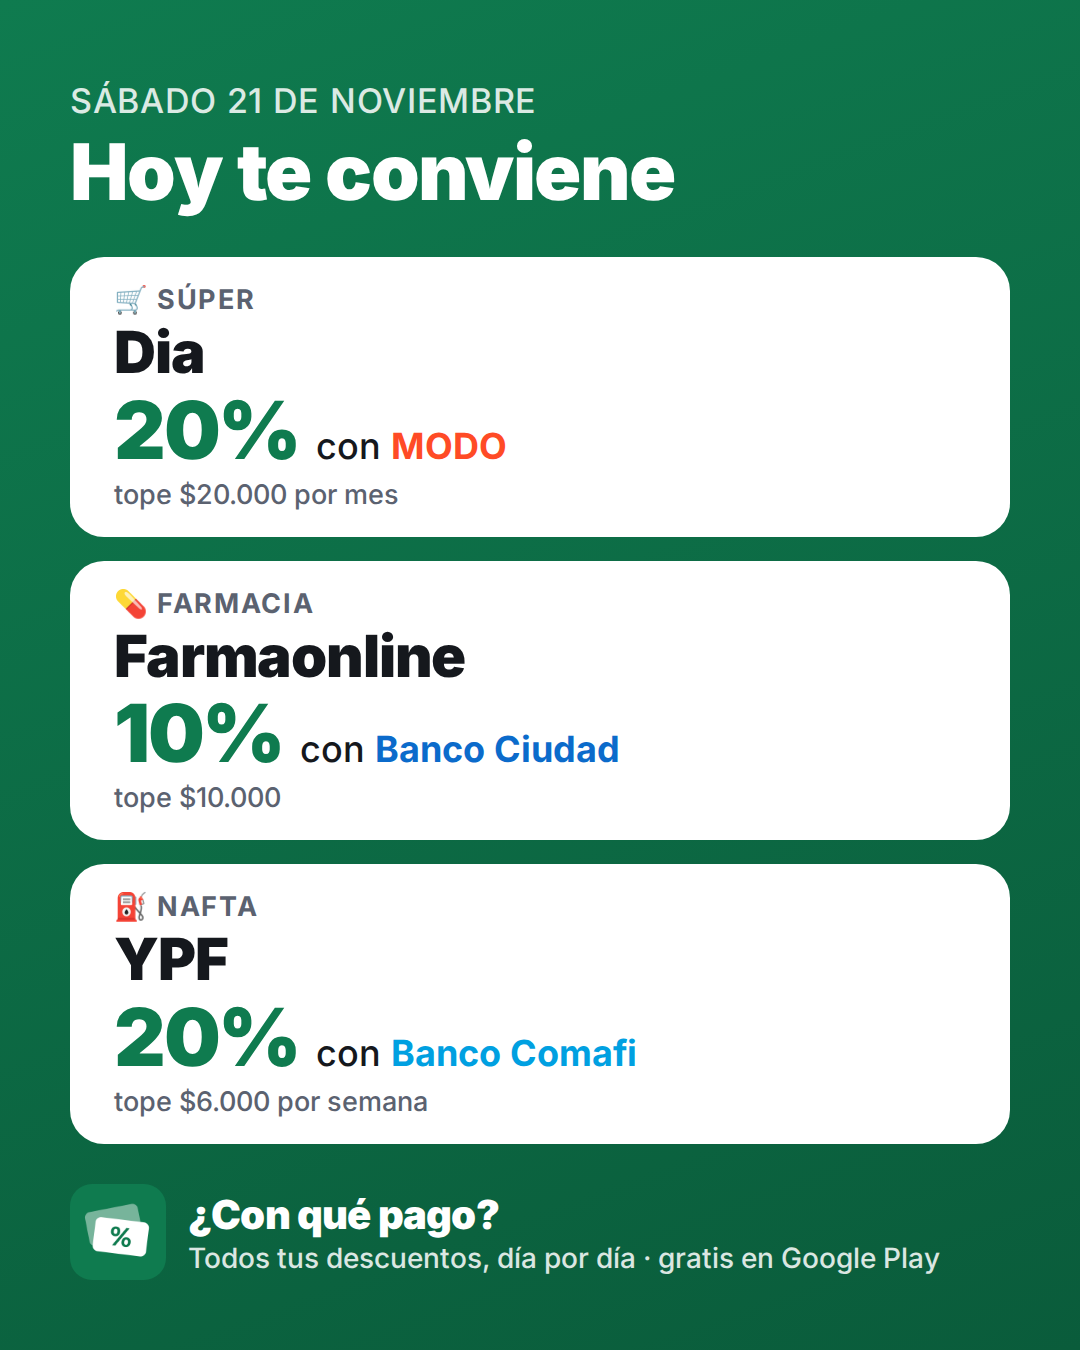 SÁBADO 21 DE NOVIEMBRE
Hoy te conviene
🛒 SÚPER
Dia
20% con MODO
tope $20.000 por mes
💊 FARMACIA
Farmaonline
10% con Banco Ciudad
tope $10.000
⛽ NAFTA
YPF
20% con Banco Comafi
tope $6.000 por semana
%
¿Con qué pago?
Todos tus descuentos, día por día · gratis en Google Play